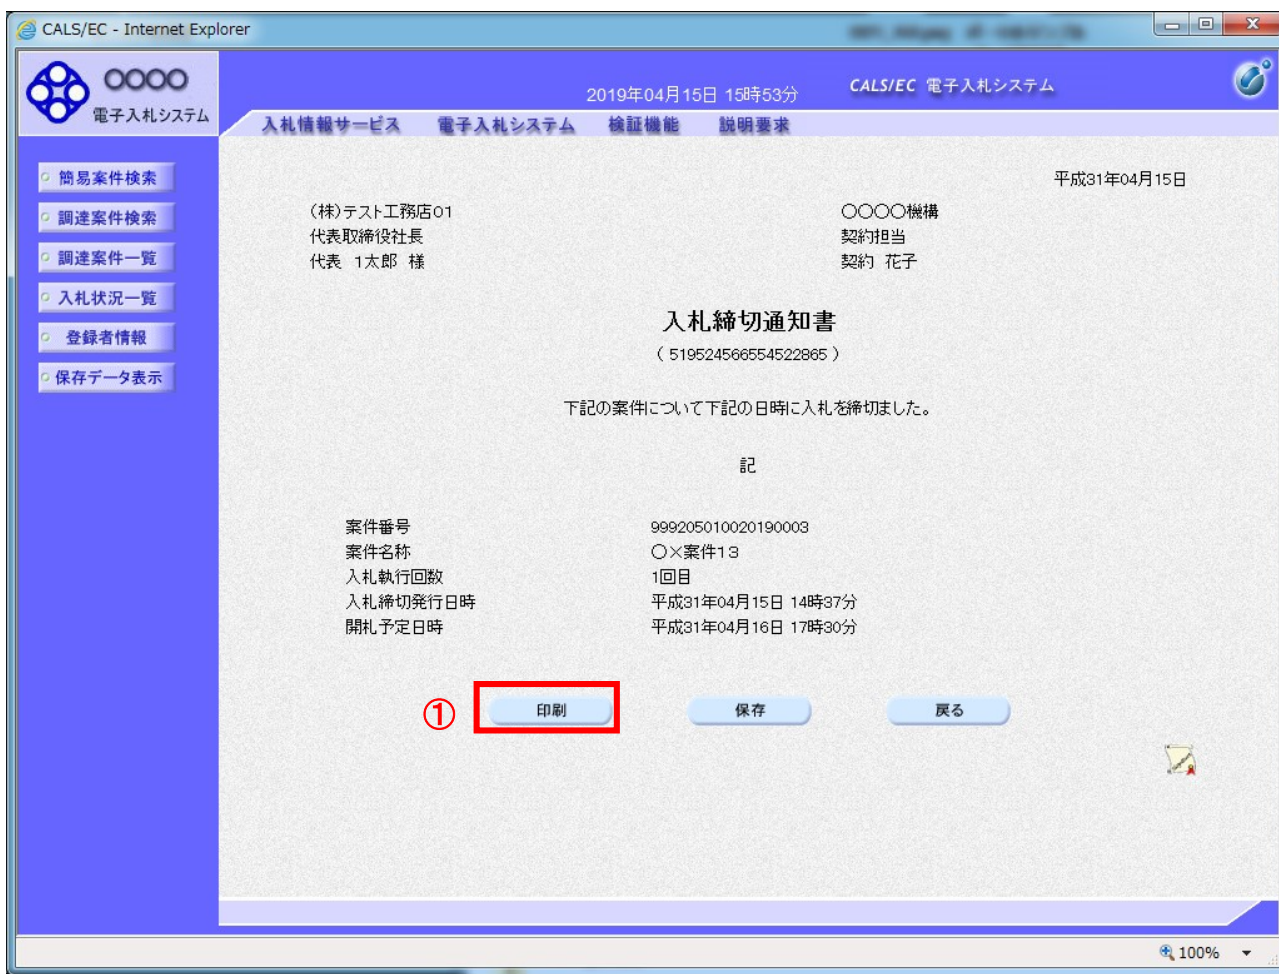 CALS/EC - Internet Explorer
〇〇〇〇
電子入札システム
2019年04月15日 15時53分
CALS/EC 電子入札システム
入札情報サービス 電子入札システム 検証機能 説明要求
簡易案件検索
調達案件検索
調達案件一覧
入札状況一覧
登録者情報
保存データ表示
平成31年04月15日
(株)テスト工務店01
代表取締役社長
代表 1太郎 様
〇〇〇〇機構
契約担当
契約 花子
入札締切通知書
( 519524566554522865 )
下記の案件について下記の日時に入札を締切ました。
記
案件番号 999205010020190003
案件名称 〇×案件13
入札執行回数 1回目
入札締切発行日時 平成31年04月15日 14時37分
開札予定日時 平成31年04月16日 17時30分
① 印刷 保存 戻る
100%